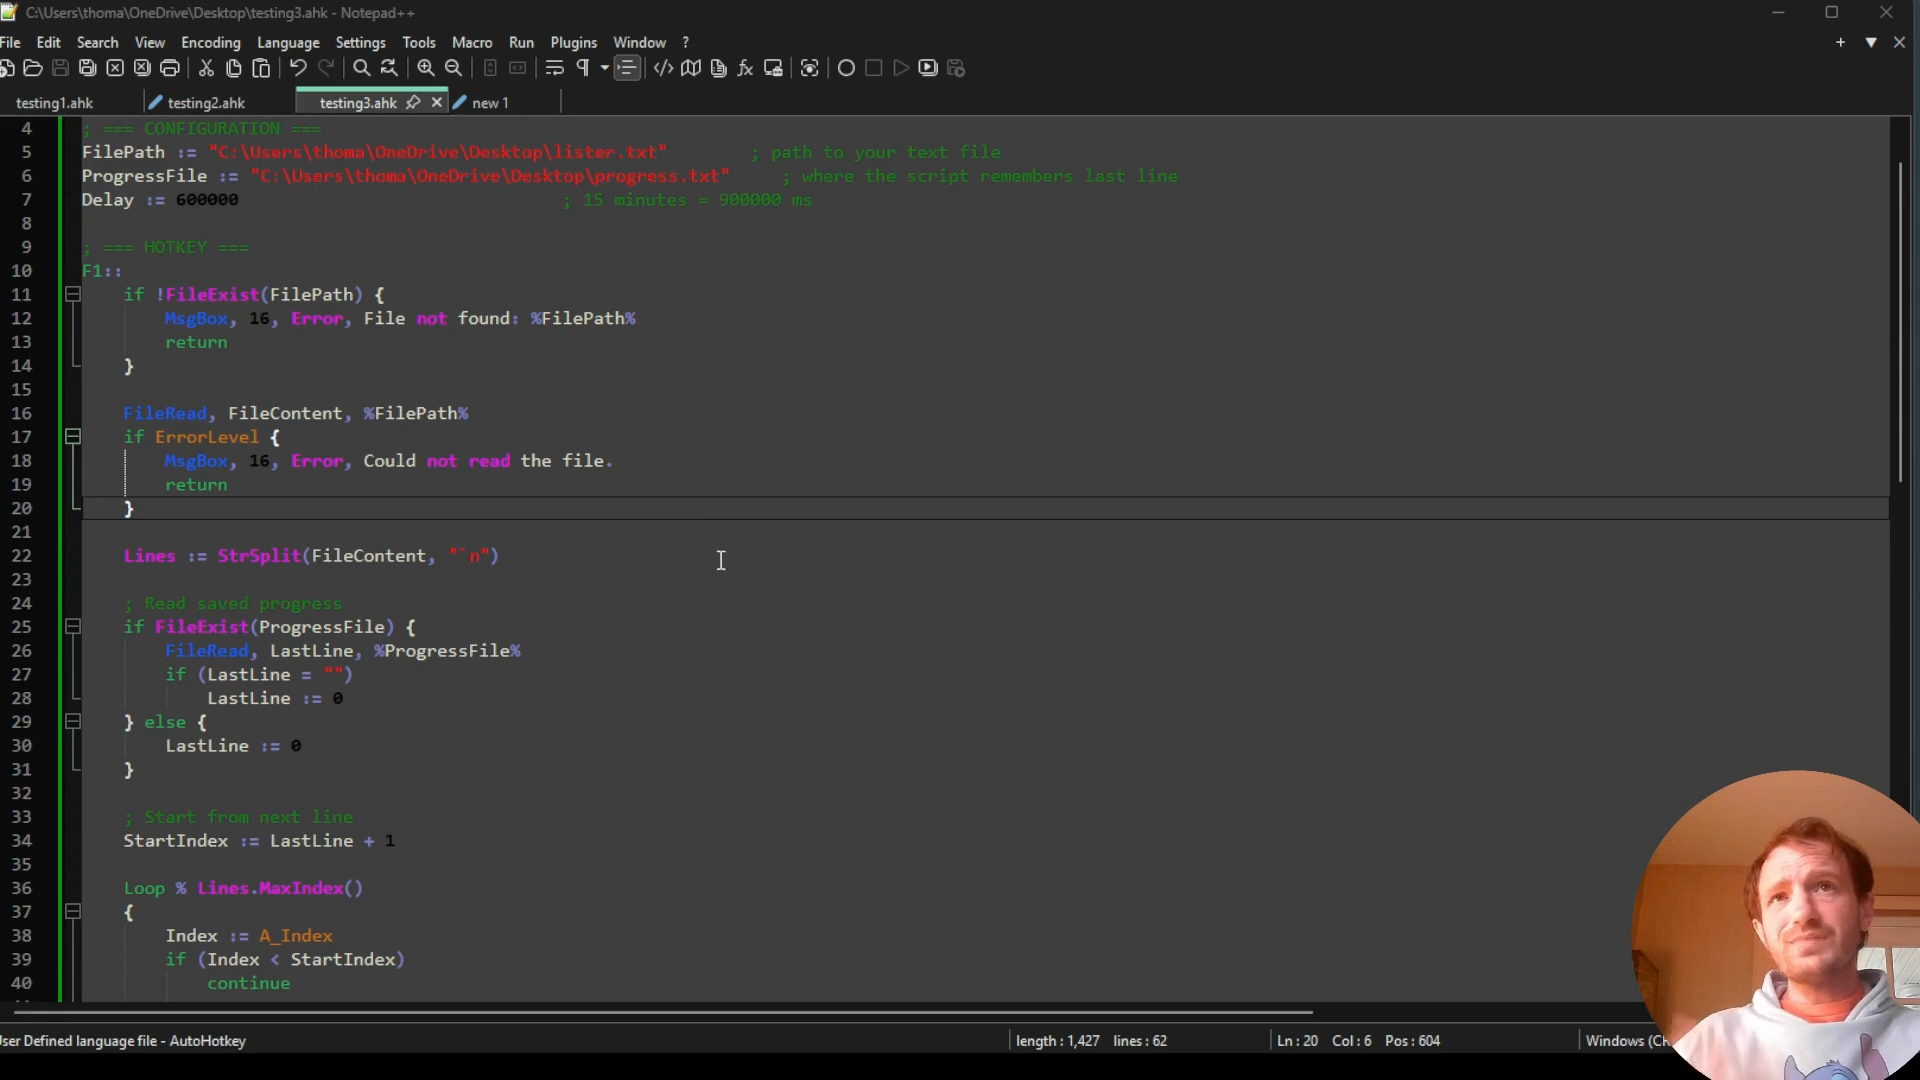 C:\Users\thoma\OneDrive\Desktop\testing3.ahk - Notepad++
File Edit Search View Encoding Language Settings Tools Macro Run Plugins Window ?
testing1.ahk testing2.ahk testing3.ahk new 1
4 ; === CONFIGURATION ===
5 FilePath := "C:\Users\thoma\OneDrive\Desktop\lister.txt" ; path to your text file
6 ProgressFile := "C:\Users\thoma\OneDrive\Desktop\progress.txt" ; where the script remembers last line
7 Delay := 600000 ; 15 minutes = 900000 ms
8
9 ; === HOTKEY ===
10 F1::
11 if !FileExist(FilePath) {
12 MsgBox, 16, Error, File not found: %FilePath%
13 return
14 }
15
16 FileRead, FileContent, %FilePath%
17 if ErrorLevel {
18 MsgBox, 16, Error, Could not read the file.
19 return
20 }
21
22 Lines := StrSplit(FileContent, "`n")
23
24 ; Read saved progress
25 if FileExist(ProgressFile) {
26 FileRead, LastLine, %ProgressFile%
27 if (LastLine = "")
28 LastLine := 0
29 } else {
30 LastLine := 0
31 }
32
33 ; Start from next line
34 StartIndex := LastLine + 1
35
36 Loop % Lines.MaxIndex()
37 {
38 Index := A_Index
39 if (Index < StartIndex)
40 continue
User Defined language file - AutoHotkey length : 1,427 lines : 62 Ln : 20 Col : 6 Pos : 604 Windows (CR